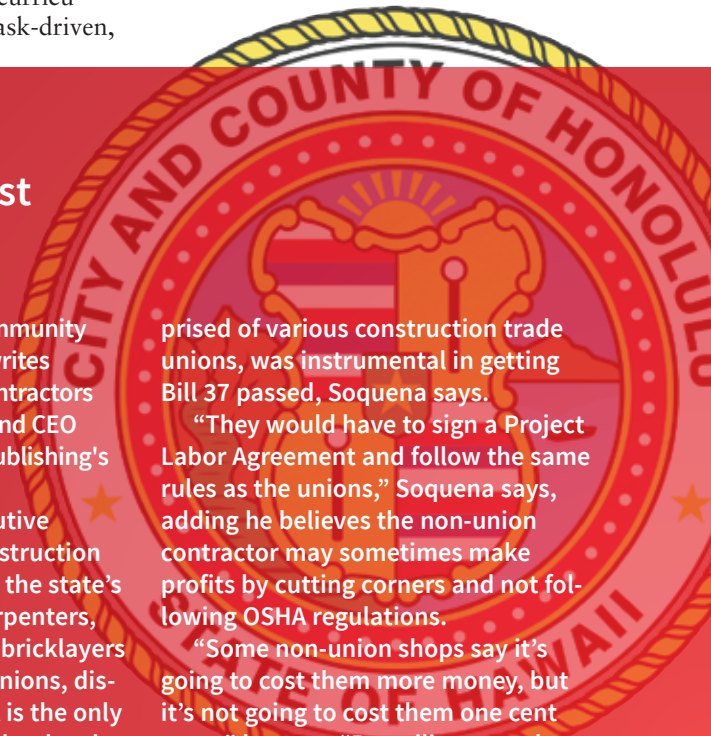 ask-driven,
st
mmunity
writes
ntractors
nd CEO
ublishing's
utive
struction
the state's
rpenters,
bricklayers
nions, dis-
is the only
prised of various construction trade
unions, was instrumental in getting
Bill 37 passed, Soquena says.
“They would have to sign a Project
Labor Agreement and follow the same
rules as the unions,” Soquena says,
adding he believes the non-union
contractor may sometimes make
profits by cutting corners and not fol-
lowing OSHA regulations.
“Some non-union shops say it’s
going to cost them more money, but
it’s not going to cost them one cent
CITY AND COUNTY OF HONOLULU
STATE OF HAWAII